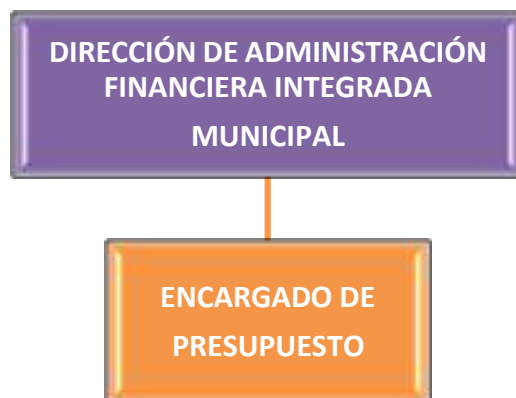 DIRECCIÓN DE ADMINISTRACIÓN
FINANCIERA INTEGRADA
MUNICIPAL
ENCARGADO DE
PRESUPUESTO